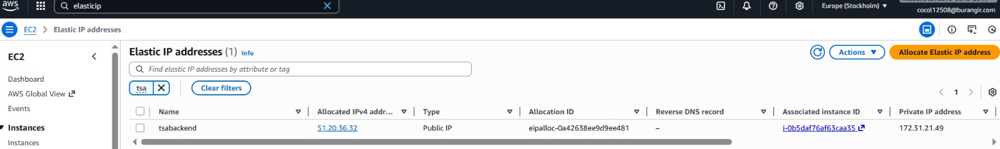 aws
elasticip
Europe (Stockholm)
cocol12508@burangir.com
EC2
Elastic IP addresses
EC2
Dashboard
AWS Global View
Events
Instances
Instances
Elastic IP addresses (1) Info
Actions
Allocate Elastic IP address
Find elastic IP addresses by attribute or tag
tsa
Clear filters
1
Name Allocated IPv4 addr... Type Allocation ID Reverse DNS record Associated instance ID Private IP address
tsabackend 51.20.36.32 Public IP eipalloc-0a42638ee9d9ee481 – i-0b5daf76af63caa35 172.31.21.49